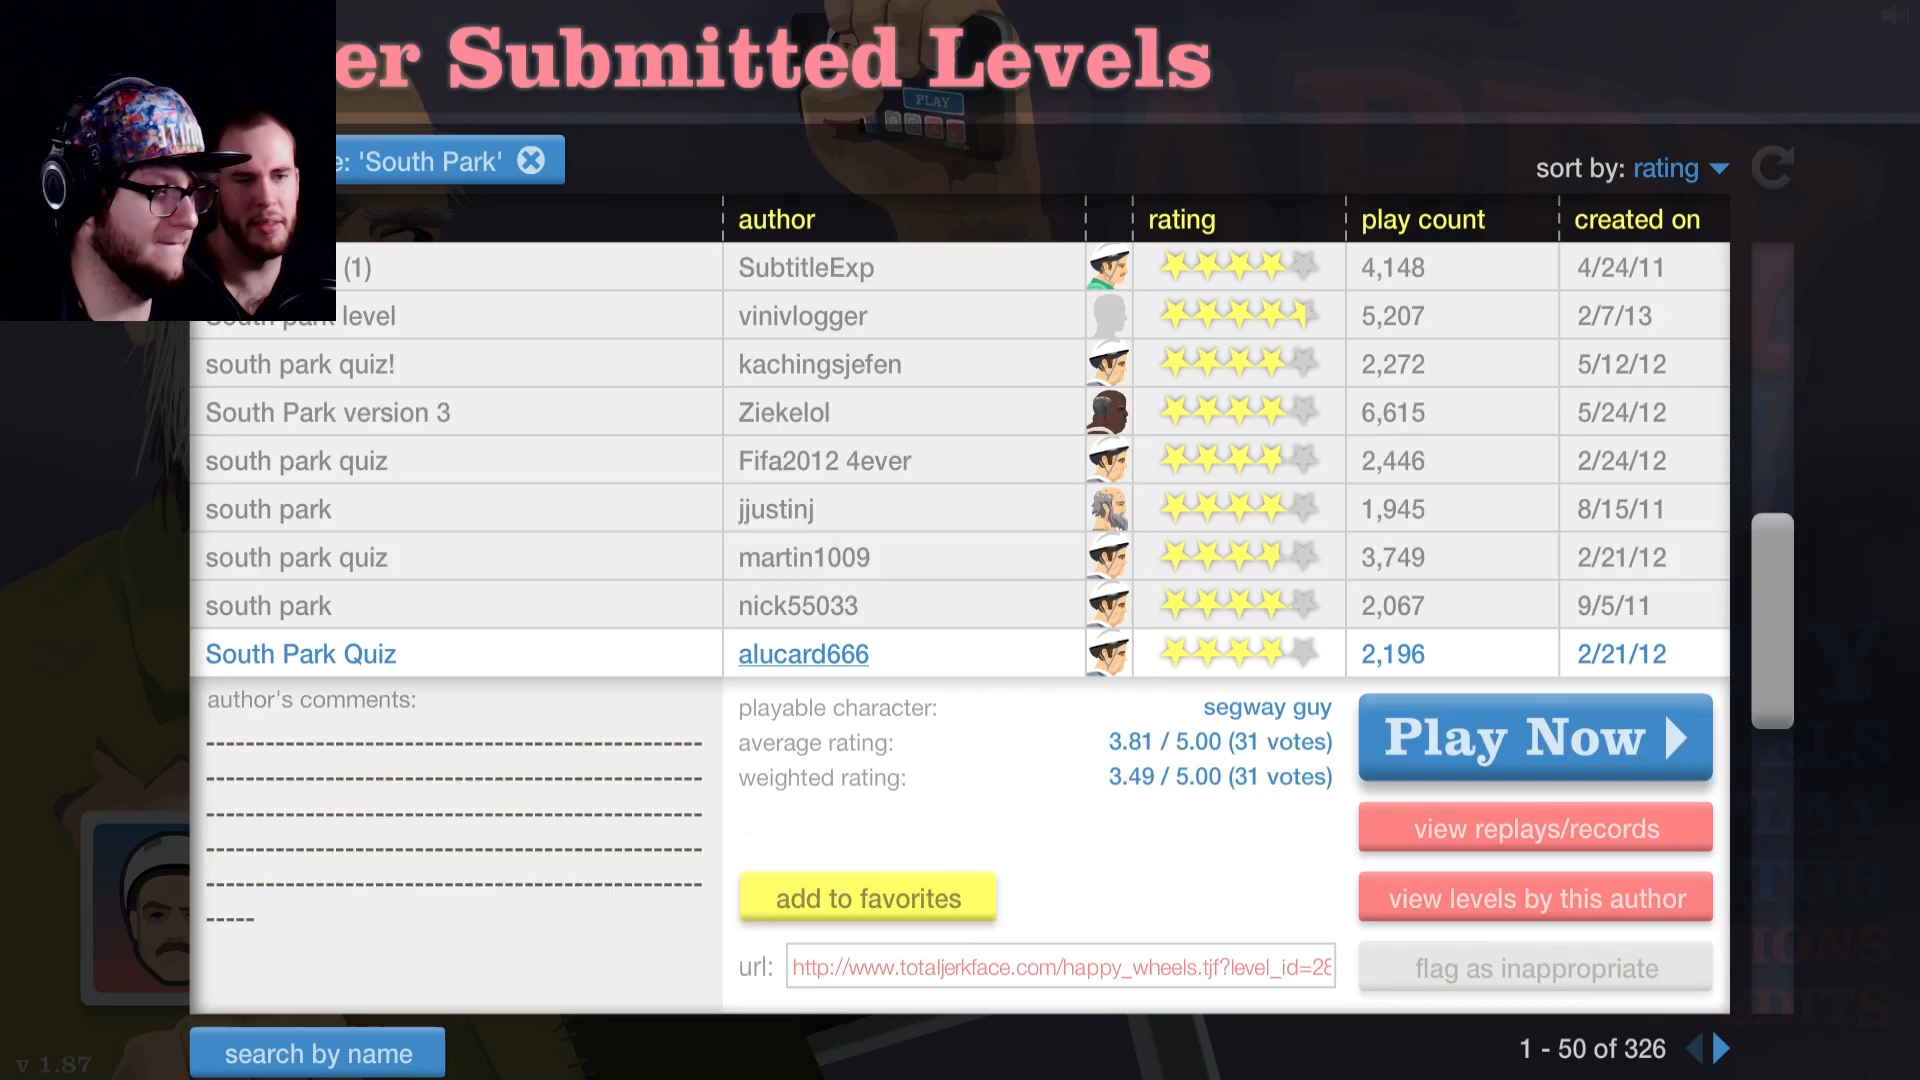 er Submitted Levels
PLAY
e: 'South Park'
sort by: rating
author rating play count created on
(1) SubtitleExp 4,148 4/24/11
South park level vinivlogger 5,207 2/7/13
south park quiz! kachingsjefen 2,272 5/12/12
South Park version 3 Ziekelol 6,615 5/24/12
south park quiz Fifa2012 4ever 2,446 2/24/12
south park jjustinj 1,945 8/15/11
south park quiz martin1009 3,749 2/21/12
south park nick55033 2,067 9/5/11
South Park Quiz alucard666 2,196 2/21/12
author's comments:
playable character: segway guy
average rating: 3.81 / 5.00 (31 votes)
weighted rating: 3.49 / 5.00 (31 votes)
Play Now
view replays/records
add to favorites
view levels by this author
url: http://www.totaljerkface.com/happy_wheels.tjf?level_id=28
flag as inappropriate
search by name
1 - 50 of 326
v 1.87